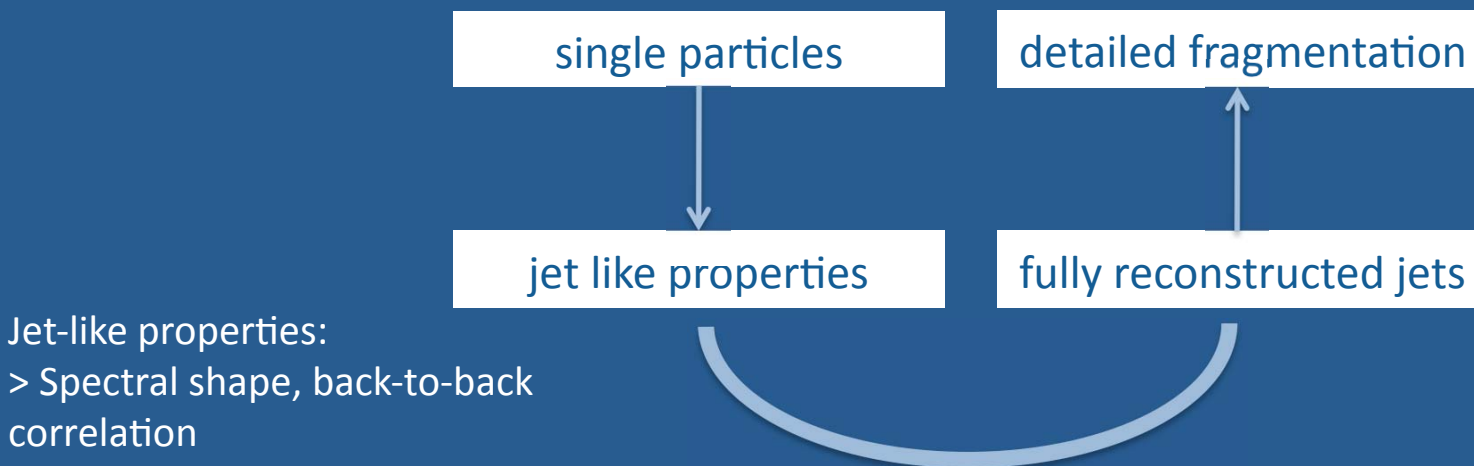 single particles
detailed fragmentation
jet like properties
fully reconstructed jets
Jet-like properties:
> Spectral shape, back-to-back
correlation